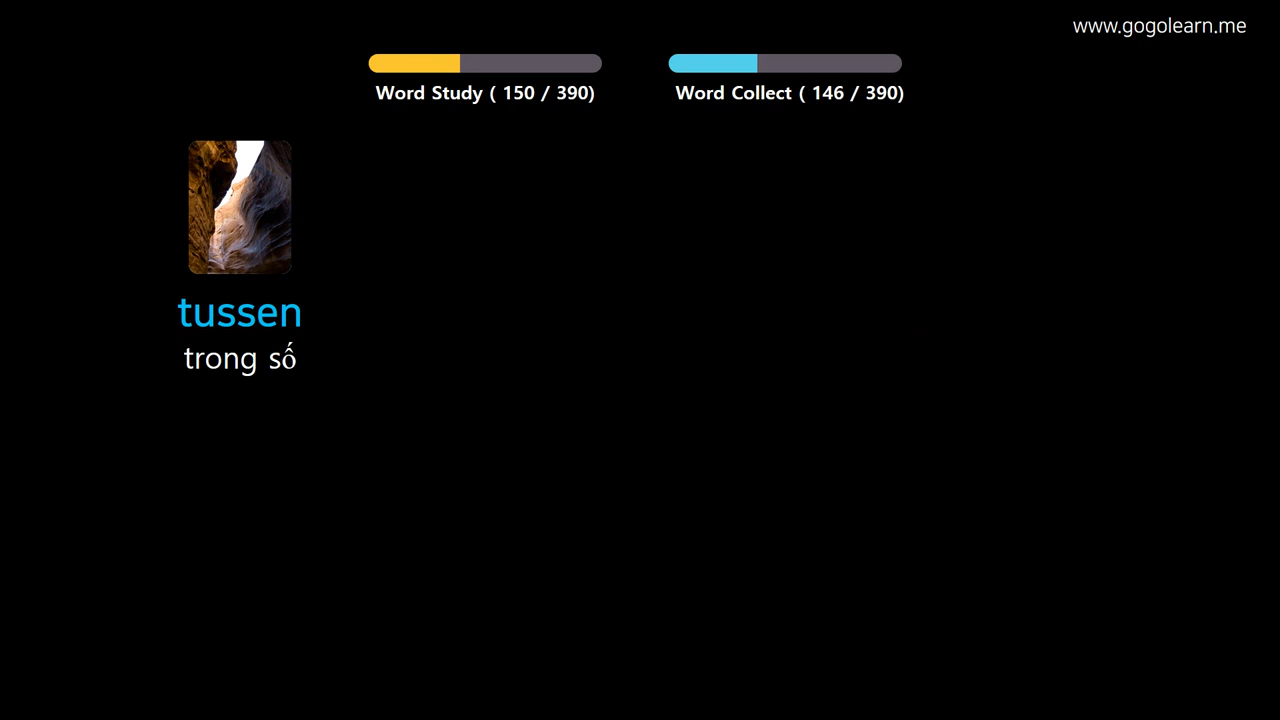 www.gogolearn.me
Word Study ( 150 / 390)
Word Collect ( 146 / 390)
tussen
trong số